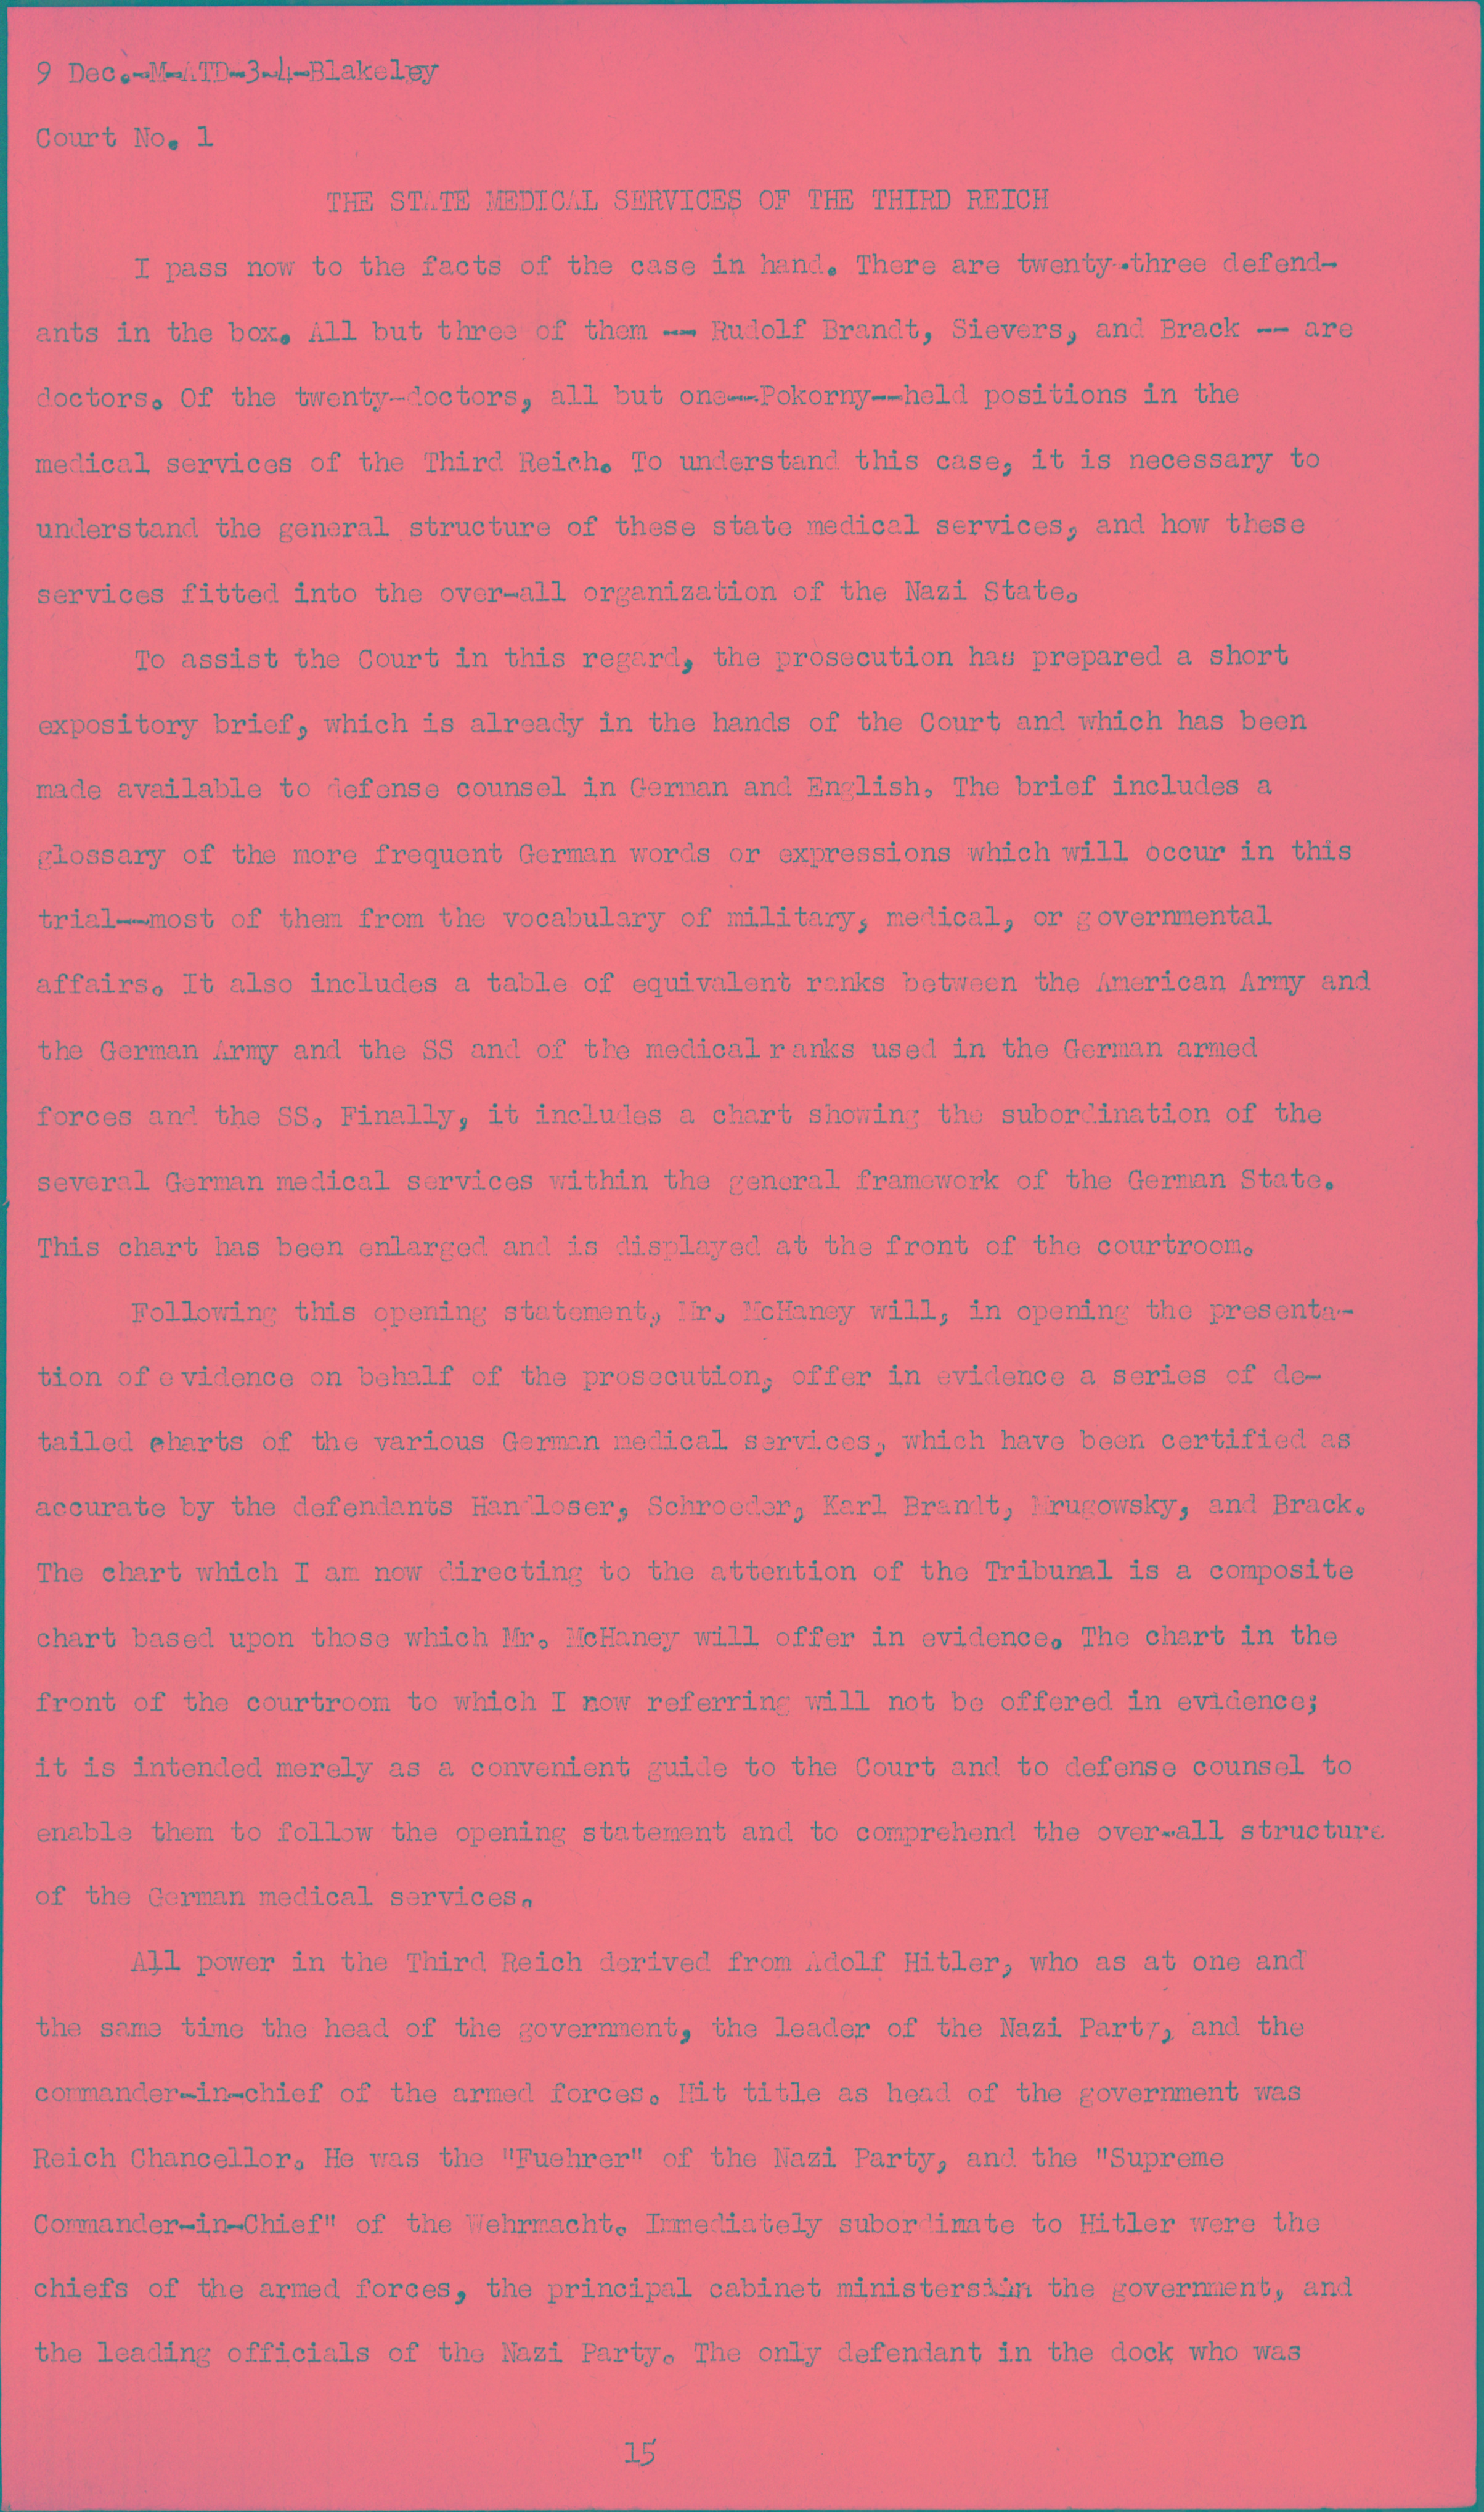 9 Dec.-M-ATD-3-4-Blakeley
Court No. 1
THE STATE MEDICAL SERVICES OF THE THIRD REICH
I pass now to the facts of the case in hand. There are twenty-three defend-
ants in the box. All but three of them -- Rudolf Brandt, Sievers, and Brack -- are
doctors. Of the twenty-doctors, all but one--Pokorny--held positions in the
medical services of the Third Reich. To understand this case, it is necessary to
understand the general structure of these state medical services, and how these
services fitted into the over-all organization of the Nazi State.
To assist the Court in this regard, the prosecution has prepared a short
expository brief, which is already in the hands of the Court and which has been
made available to defense counsel in German and English. The brief includes a
glossary of the more frequent German words or expressions which will occur in this
trial--most of them from the vocabulary of military, medical, or governmental
affairs. It also includes a table of equivalent ranks between the American Army and
the German Army and the SS and of the medical ranks used in the German armed
forces and the SS. Finally, it includes a chart showing the subordination of the
several German medical services within the general framework of the German State.
This chart has been enlarged and is displayed at the front of the courtroom.
Following this opening statement, Mr. McHaney will, in opening the presenta-
tion of evidence on behalf of the prosecution, offer in evidence a series of de-
tailed charts of the various German medical services, which have been certified as
accurate by the defendants Handloser, Schroeder, Karl Brandt, Mrugowsky, and Brack.
The chart which I am now directing to the attention of the Tribunal is a composite
chart based upon those which Mr. McHaney will offer in evidence. The chart in the
front of the courtroom to which I now referring will not be offered in evidence;
it is intended merely as a convenient guide to the Court and to defense counsel to
enable them to follow the opening statement and to comprehend the over-all structure
of the German medical services.
All power in the Third Reich derived from Adolf Hitler, who as at one and
the same time the head of the government, the leader of the Nazi Party, and the
commander-in-chief of the armed forces. Hit title as head of the government was
Reich Chancellor. He was the "Fuehrer" of the Nazi Party, and the "Supreme
Commander-in-Chief" of the Wehrmacht. Immediately subordinate to Hitler were the
chiefs of the armed forces, the principal cabinet ministers in the government, and
the leading officials of the Nazi Party. The only defendant in the dock who was
15